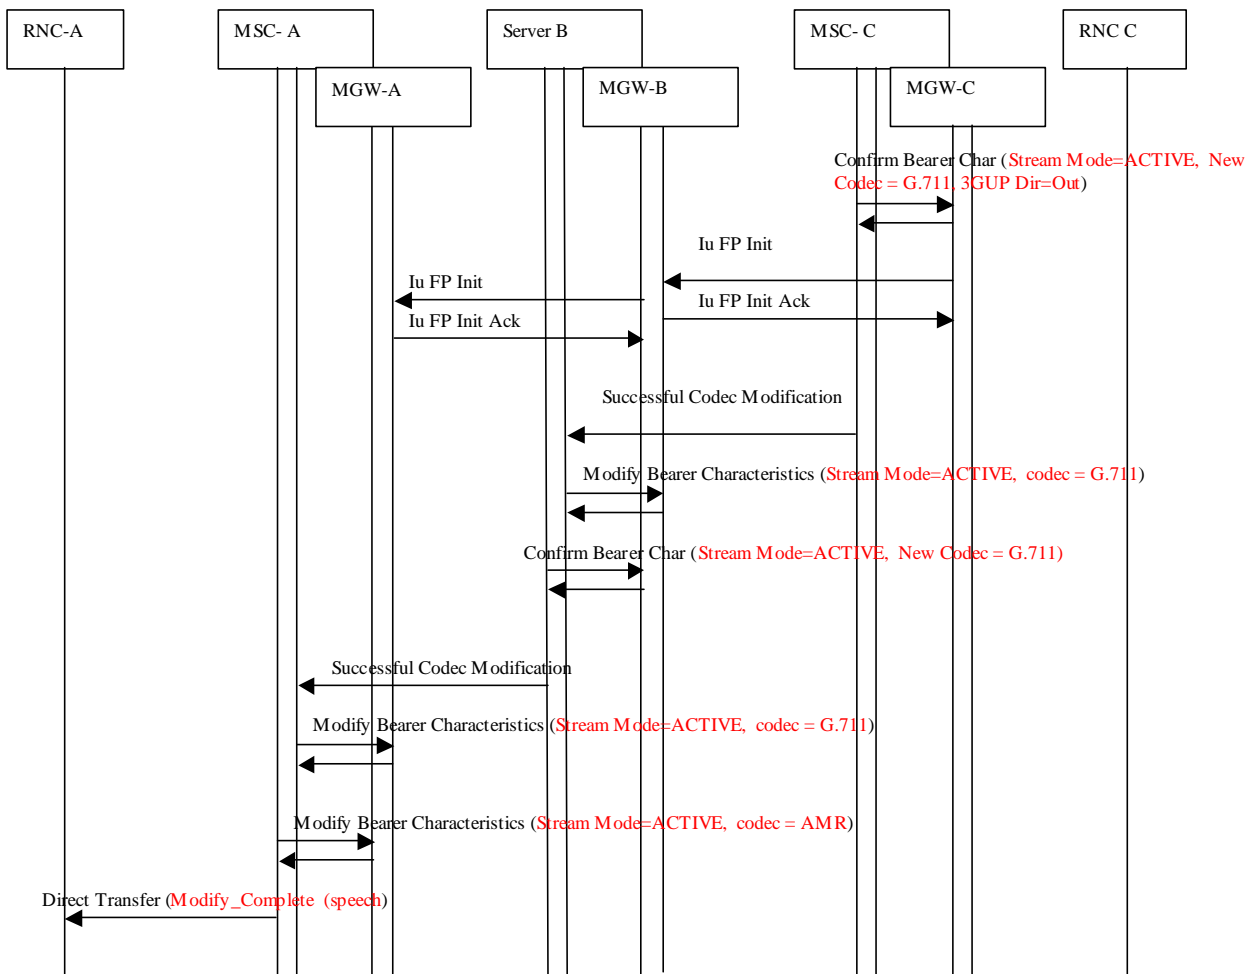 RNC-A
MSC- A
Server B
MSC- C
RNC C
MGW-A
MGW-B
MGW-C
Confirm Bearer Char (Stream Mode=ACTIVE, New
Codec = G.711, 3GUP Dir=Out)
Iu FP Init
Iu FP Init
Iu FP Init Ack
Iu FP Init Ack
Successful Codec Modification
Modify Bearer Characteristics (Stream Mode=ACTIVE, codec = G.711)
Confirm Bearer Char (Stream Mode=ACTIVE, New Codec = G.711)
Successful Codec Modification
Modify Bearer Characteristics (Stream Mode=ACTIVE, codec = G.711)
Modify Bearer Characteristics (Stream Mode=ACTIVE, codec = AMR)
Direct Transfer (Modify_Complete (speech)